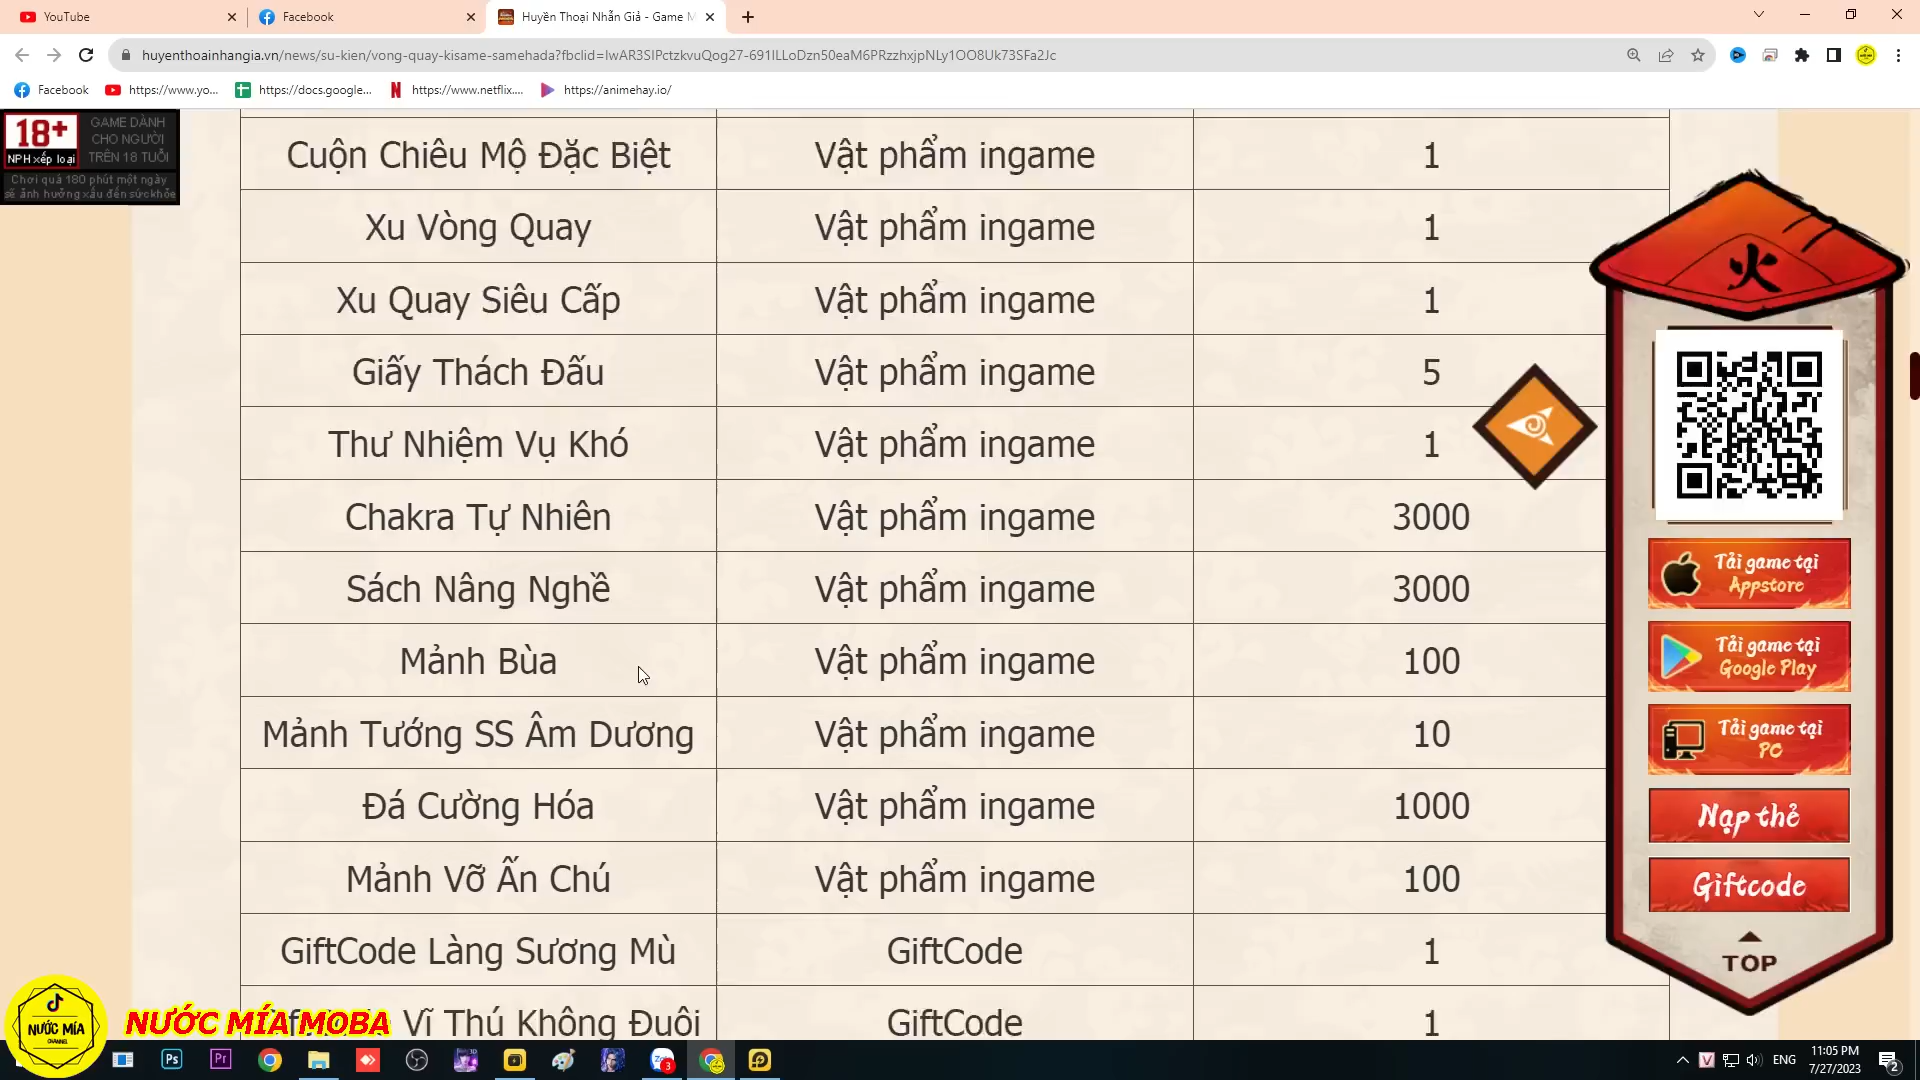 YouTube
Facebook
Huyền Thoại Nhẫn Giả - Game M
huyenthoainhangia.vn/news/su-kien/vong-quay-kisame-samehada?fbclid=IwAR3SIPctzkvuQog27-691ILLoDzn50eaM6PRzzhxjpNLy1OO8Uk73SFa2Jc
Facebook
https://www.yo...
https://docs.google...
https://www.netflix....
https://animehay.io/
18+
NPH xếp loại
GAME DÀNH
CHO NGƯỜI
TRÊN 18 TUỔI
Chơi quá 180 phút một ngày
sẽ ảnh hưởng xấu đến sức khỏe
Cuộn Chiêu Mộ Đặc Biệt Vật phẩm ingame 1
Xu Vòng Quay Vật phẩm ingame 1
Xu Quay Siêu Cấp Vật phẩm ingame 1
Giấy Thách Đấu Vật phẩm ingame 5
Thư Nhiệm Vụ Khó Vật phẩm ingame 1
Chakra Tự Nhiên Vật phẩm ingame 3000
Sách Nâng Nghề Vật phẩm ingame 3000
Mảnh Bùa Vật phẩm ingame 100
Mảnh Tướng SS Âm Dương Vật phẩm ingame 10
Đá Cường Hóa Vật phẩm ingame 1000
Mảnh Vỡ Ấn Chú Vật phẩm ingame 100
GiftCode Làng Sương Mù GiftCode 1
Vĩ Thú Không Đuôi GiftCode 1
火
Tải game tại
Appstore
Tải game tại
Google Play
Tải game tại
PC
Nạp thẻ
Giftcode
TOP
NƯỚC MÍA
CHANNEL
NƯỚC MÍA MOBA
Ps
Pr
3
V
ENG
11:05 PM
7/27/2023
2